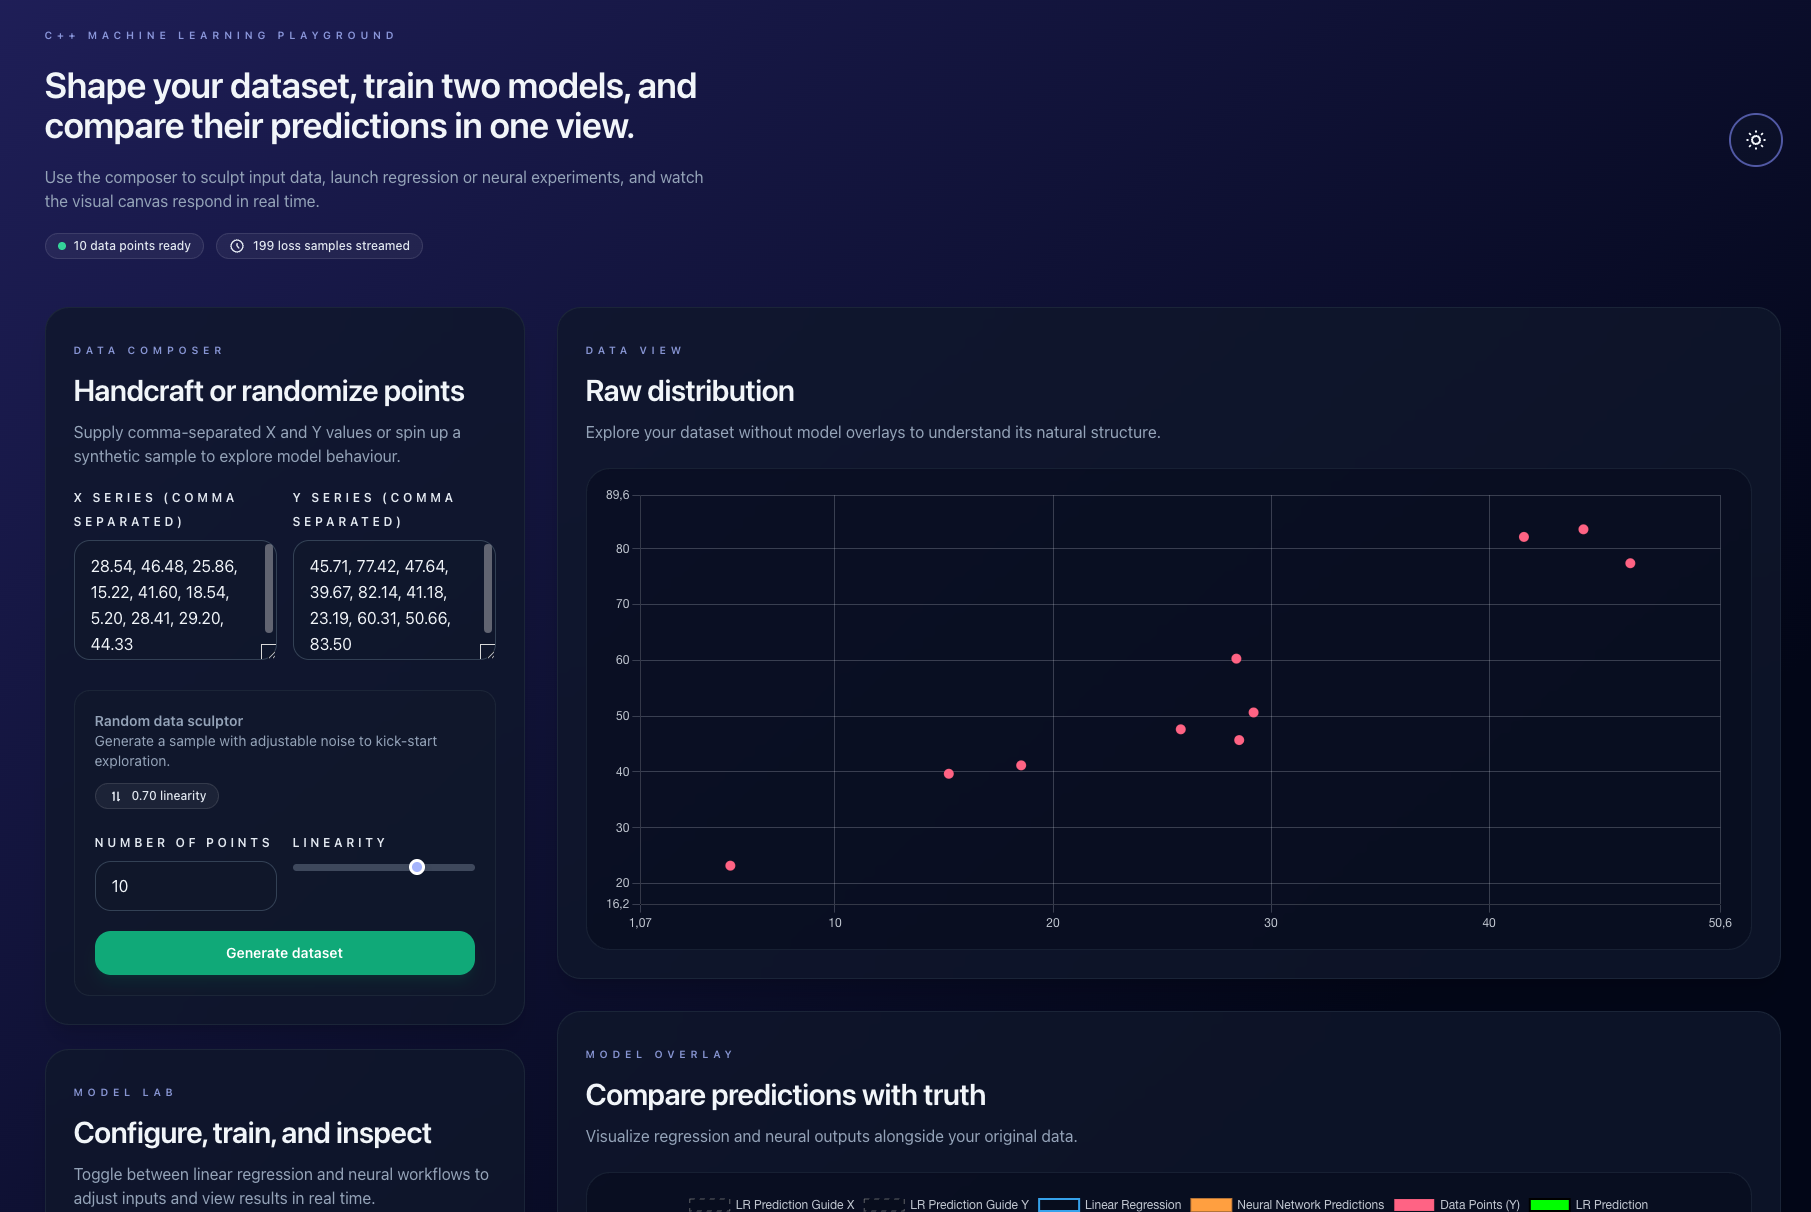 C++ MACHINE LEARNING PLAYGROUND
Shape your dataset, train two models, and
compare their predictions in one view.
Use the composer to sculpt input data, launch regression or neural experiments, and watch
the visual canvas respond in real time.
10 data points ready
199 loss samples streamed
DATA COMPOSER
Handcraft or randomize points
Supply comma-separated X and Y values or spin up a
synthetic sample to explore model behaviour.
X SERIES (COMMA
SEPARATED)
28.54, 46.48, 25.86,
15.22, 41.60, 18.54,
5.20, 28.41, 29.20,
44.33
Y SERIES (COMMA
SEPARATED)
45.71, 77.42, 47.64,
39.67, 82.14, 41.18,
23.19, 60.31, 50.66,
83.50
Random data sculptor
Generate a sample with adjustable noise to kick-start
exploration.
0.70 linearity
NUMBER OF POINTS
10
LINEARITY
Generate dataset
MODEL LAB
Configure, train, and inspect
Toggle between linear regression and neural workflows to
adjust inputs and view results in real time.
DATA VIEW
Raw distribution
Explore your dataset without model overlays to understand its natural structure.
89,6
80
70
60
50
40
30
20
16,2
1,07 10 20 30 40 50,6
MODEL OVERLAY
Compare predictions with truth
Visualize regression and neural outputs alongside your original data.
LR Prediction Guide X LR Prediction Guide Y Linear Regression Neural Network Predictions Data Points (Y) LR Prediction